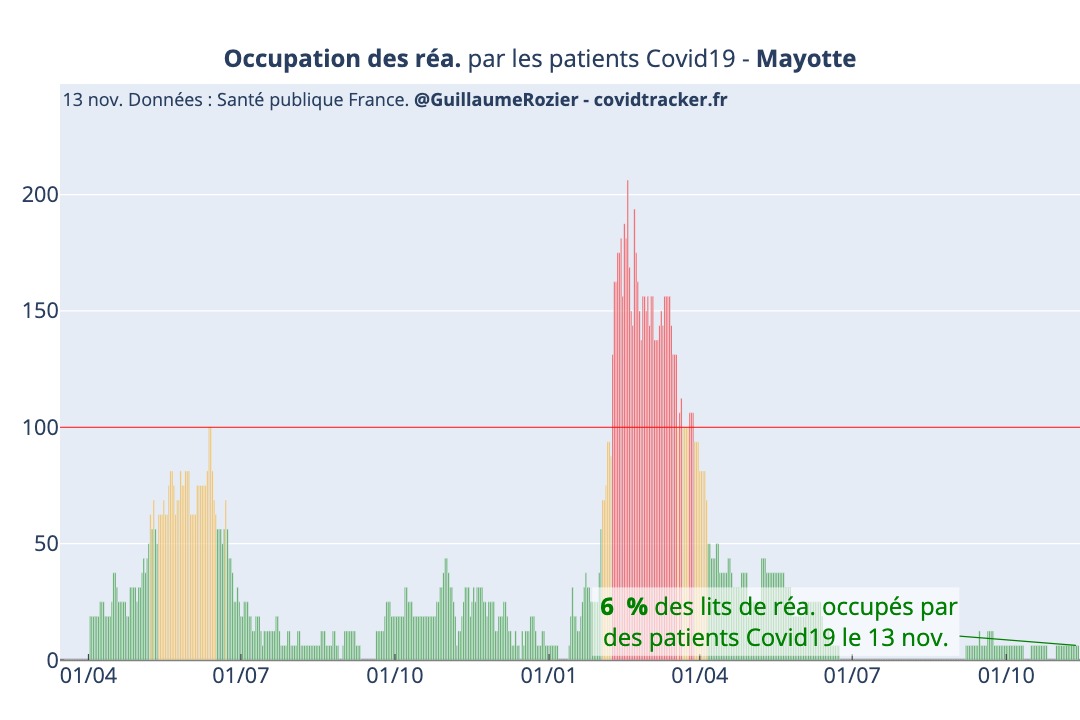 Occupation des réa. par les patients Covid19 - Mayotte
13 nov. Données : Santé publique France. @GuillaumeRozier - covidtracker.fr
200
150
100
50
0
6 % des lits de réa. occupés par
des patients Covid19 le 13 nov.
01/04 01/07 01/10 01/01 01/04 01/07 01/10